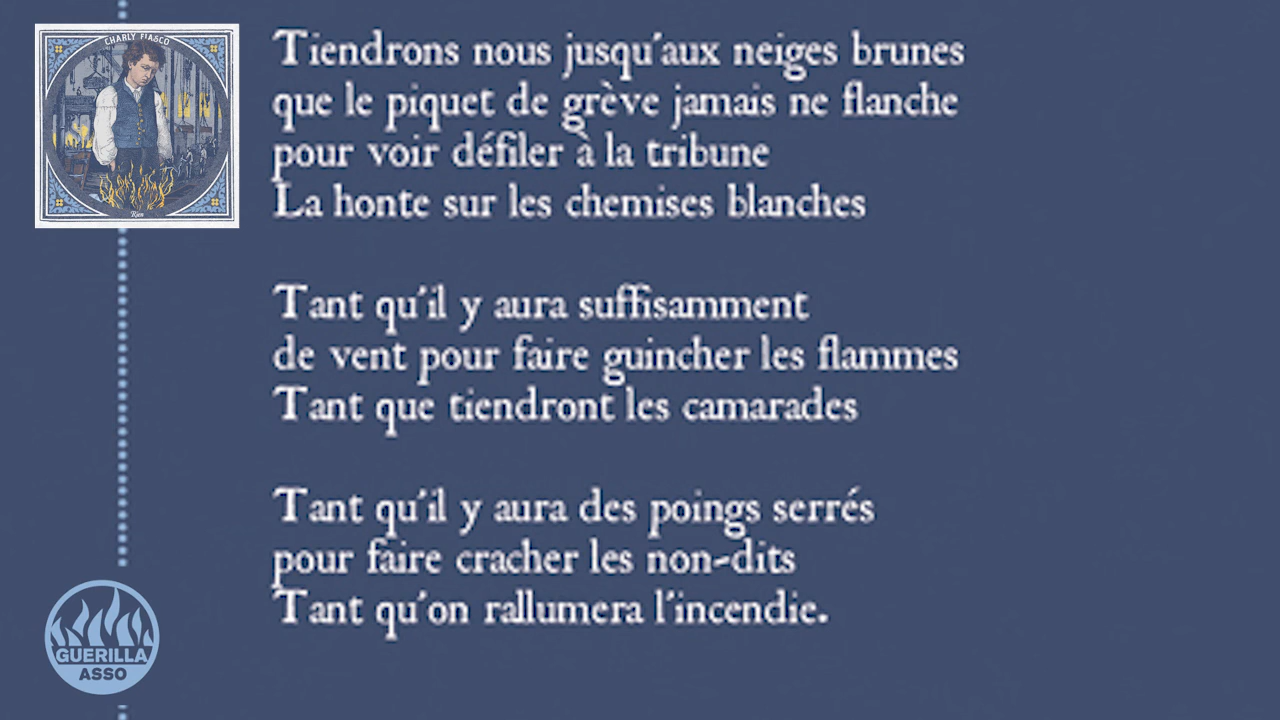 CHARLY FIASCO
Rien
Tiendrons nous jusqu'aux neiges brunes
que le piquet de grève jamais ne flanche
pour voir défiler à la tribune
La honte sur les chemises blanches
Tant qu'il y aura suffisamment
de vent pour faire guincher les flammes
Tant que tiendront les camarades
Tant qu'il y aura des poings serrés
pour faire cracher les non-dits
Tant qu'on rallumera l'incendie.
GUERILLA
ASSO